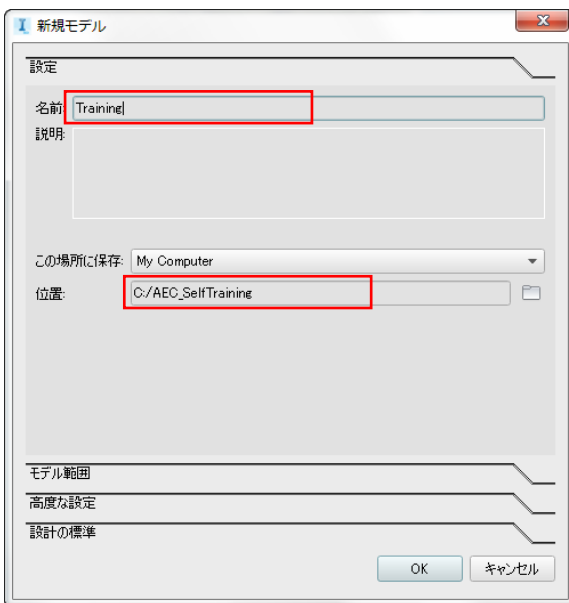 新規モデル
設定
名前: Training
説明:
この場所に保存: My Computer
位置: C:/AEC_SelfTraining
モデル範囲
高度な設定
設計の標準
OK キャンセル